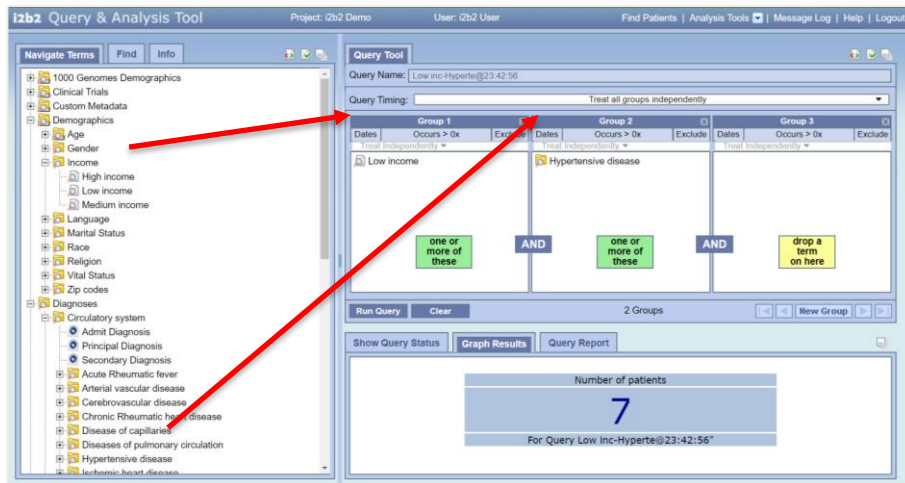 i2b2 Query & Analysis Tool
Project: i2b2 Demo
User: i2b2 User
Find Patients | Analysis Tools | Message Log | Help | Logout
Navigate Terms
Find
Info
1000 Genomes Demographics
Clinical Trials
Custom Metadata
Demographics
Age
Gender
Income
High income
Low income
Medium income
Language
Marital Status
Race
Religion
Vital Status
Zip codes
Diagnoses
Circulatory system
Admit Diagnosis
Principal Diagnosis
Secondary Diagnosis
Acute Rheumatic fever
Arterial vascular disease
Cerebrovascular disease
Chronic Rheumatic heart disease
Disease of capillaries
Diseases of pulmonary circulation
Hypertensive disease
Ischemic heart disease
Query Tool
Query Name: Low inc-Hyperte@23:42:56
Query Timing: Treat all groups independently
Group 1
Dates Occurs > 0x Exclude
Treat Independently
Low income
one or
more of
these
AND
Group 2
Dates Occurs > 0x Exclude
Treat Independently
Hypertensive disease
one or
more of
these
AND
Group 3
Dates Occurs > 0x Exclude
Treat Independently
drop a
term
on here
Run Query
Clear
2 Groups
New Group
Show Query Status
Graph Results
Query Report
Number of patients
7
For Query Low inc-Hyperte@23:42:56"